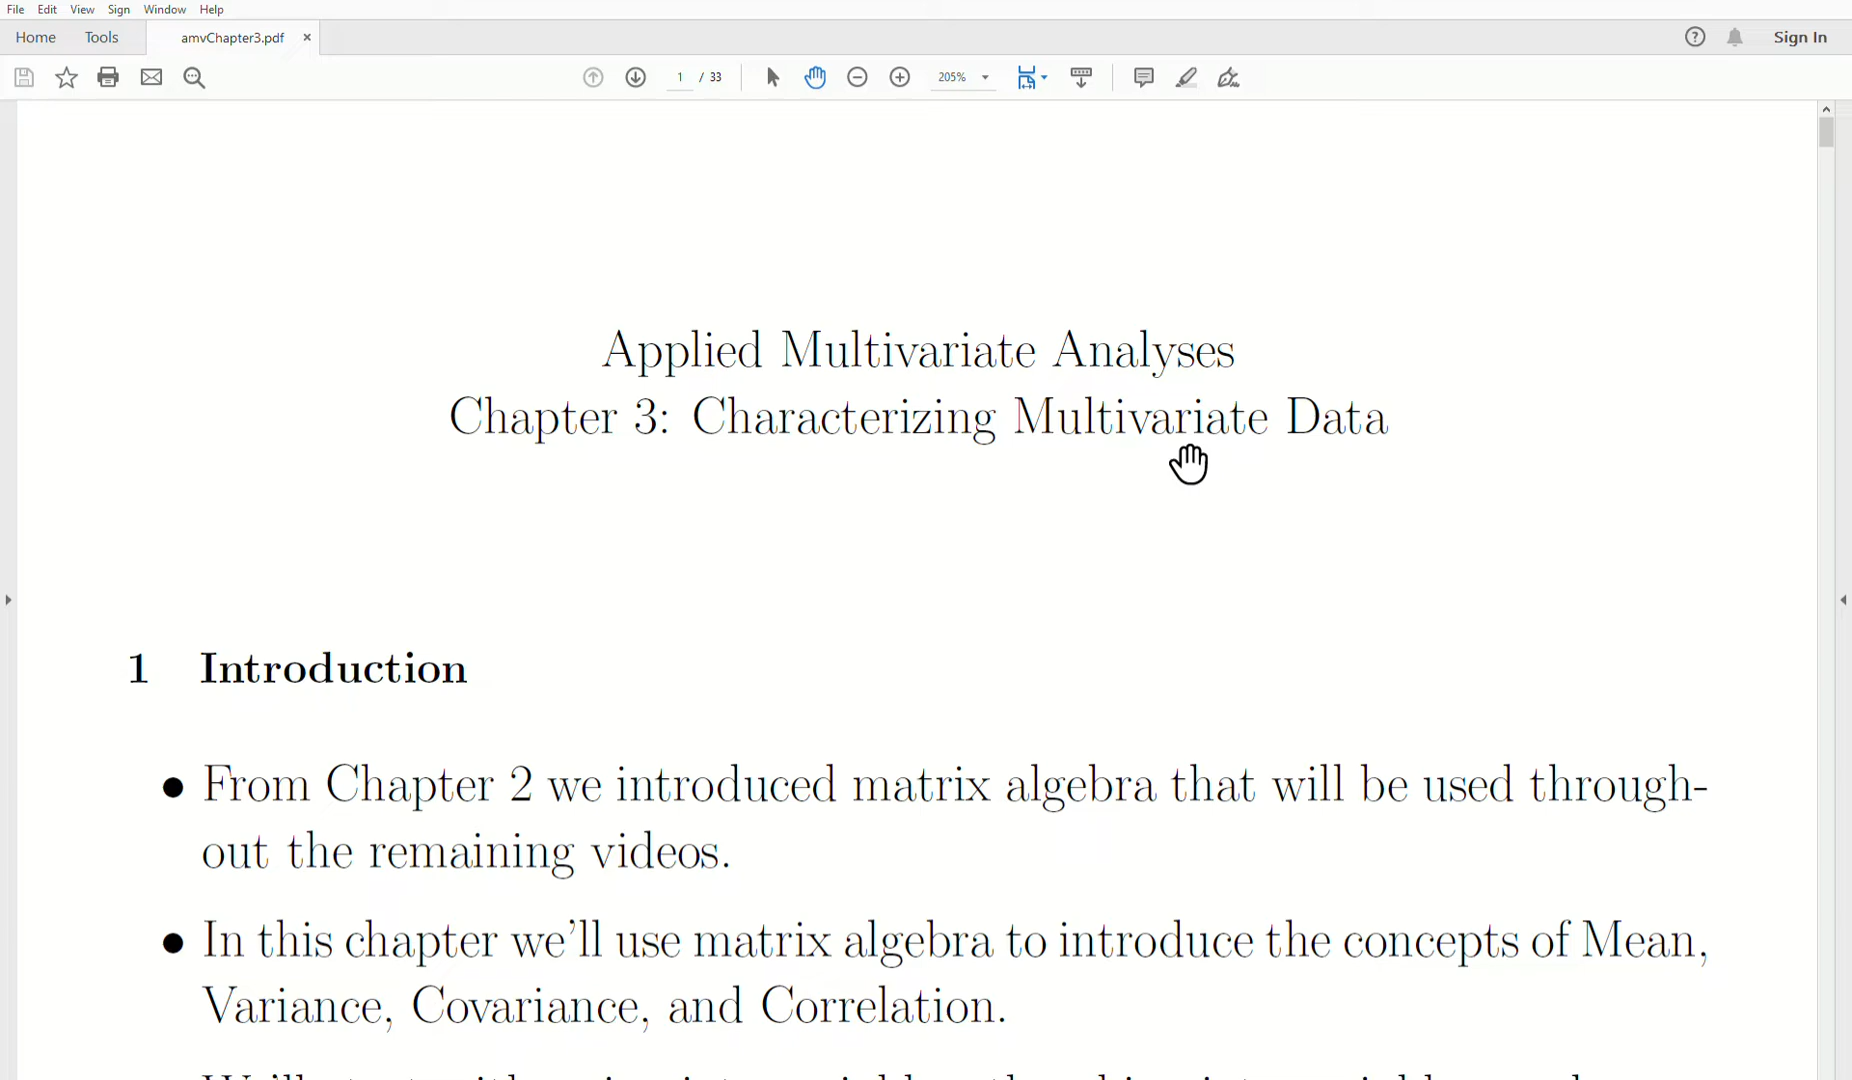 File Edit View Sign Window Help
Home Tools amvChapter3.pdf × Sign In
1 / 33 205%
Applied Multivariate Analyses
Chapter 3: Characterizing Multivariate Data
1 Introduction
• From Chapter 2 we introduced matrix algebra that will be used through-
out the remaining videos.
• In this chapter we'll use matrix algebra to introduce the concepts of Mean,
Variance, Covariance, and Correlation.